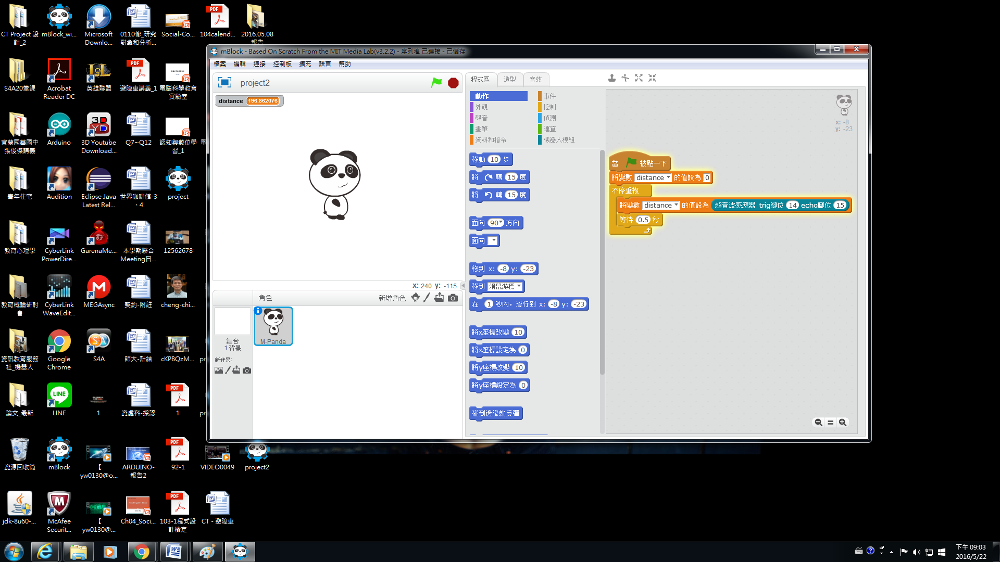 CT Project 設計_2
mBlock_wi...
Microsoft Downlo...
0110修_研究對象和分析...
Social-Co...
104calend...
2016.05.08
報告
S4A20堂課
Acrobat Reader DC
英雄聯盟
避障車講義_1
電腦科學教育實驗室
宜蘭國華國中張俊傑講義
Arduino
3D Youtube Download...
Q7~Q12
認知與數位學習_1
青年住宅
Audition
Eclipse Java Latest Rel...
世界咖啡館-3、4
project
教育心理學
CyberLink PowerDire...
GarenaMe...
本學期聯合Meeting日...
12562678
教育概論研討會
CyberLink WaveEdit...
MEGAsync
契約-附註
cheng-chi...
資訊教育服務社_機器人
Google Chrome
S4A
師大-計結
cKPBQzM...
論文_最新
LINE
1
資處科-採認
1
資源回收筒
mBlock
【yw0130@o...
ARDUINO-報告2
92-1
VIDEO0049
project2
jdk-8u60-...
McAfee Securit...
【yw0130@...
Ch04_Soci...
103-1程式設計檢定
CT - 避障車
mBlock - Based On Scratch From the MIT Media Lab(v3.2.2) - 序列埠 已連接 - 已儲存
檔案 編輯 連接 控制板 擴充 語言 幫助
project2
distance 196.862076
x: 240 y: -115
角色
新增角色
舞台
1 背景
新背景:
M-Panda
程式區 造型 音效
動作 事件
外觀 控制
聲音 偵測
畫筆 運算
資料和指令 機器人模組
移動 10 步
將 轉 15 度
將 轉 15 度
面向 90 方向
面向
移到 x: -8 y: -23
移到 滑鼠游標
在 1 秒內，滑行到 x: -8 y: -23
將x座標改變 10
將x座標設定為 0
將y座標改變 10
將y座標設定為 0
碰到邊緣就反彈
x: -8
y: -23
當 被點一下
將變數 distance 的值設為 0
不停重複
將變數 distance 的值設為 超音波感應器 trig腳位 14 echo腳位 15
等待 0.5 秒
下午 09:03
2016/5/22